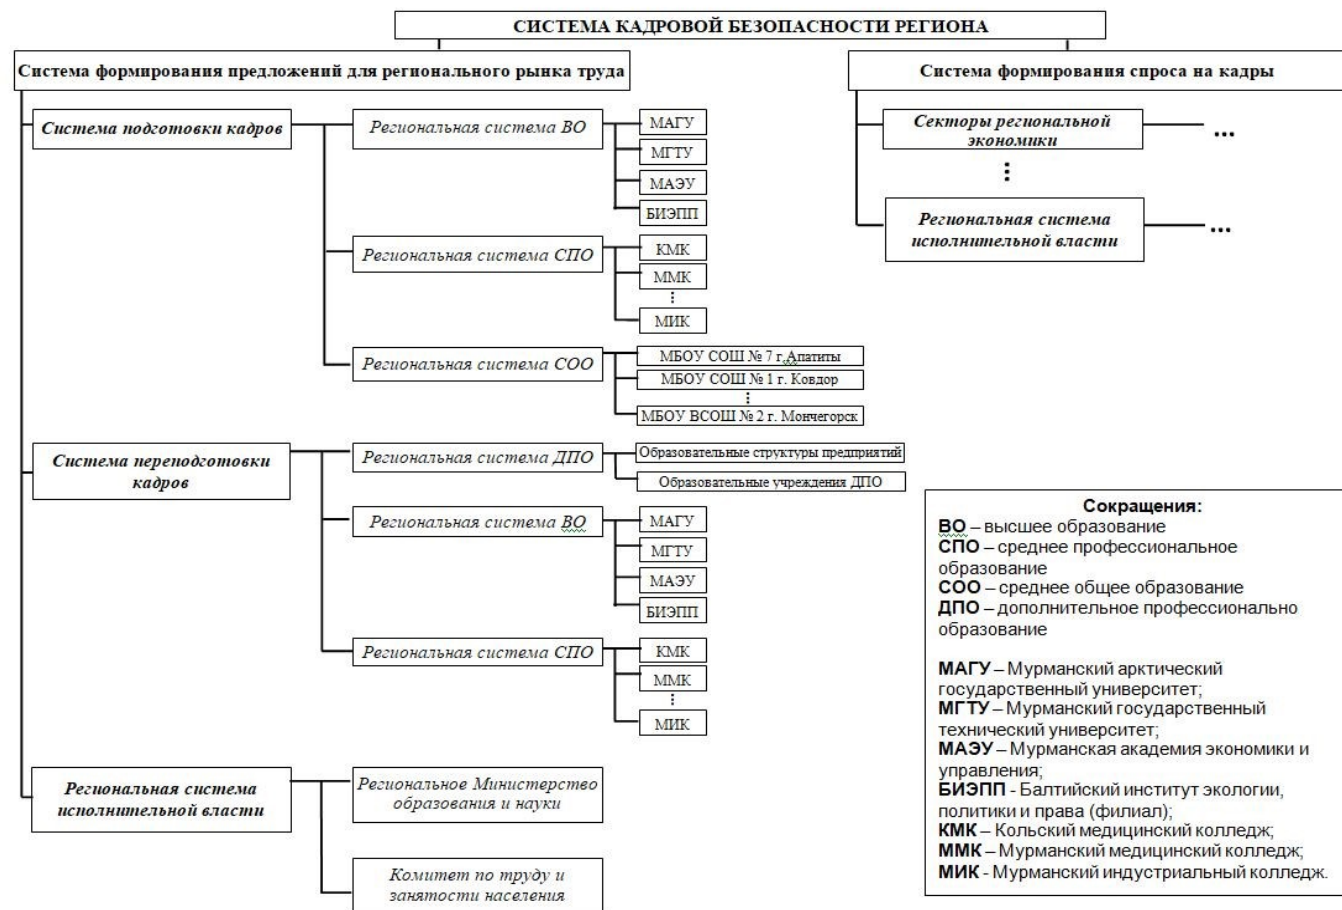 СИСТЕМА КАДРОВОЙ БЕЗОПАСНОСТИ РЕГИОНА
Система формирования предложений для регионального рынка труда
Система подготовки кадров
Региональная система ВО
МАГУ
МГТУ
МАЭУ
БИЭПП
Региональная система СПО
КМК
ММК
...
МИК
Региональная система СОО
МБОУ СОШ № 7 г.Апатиты
МБОУ СОШ № 1 г. Ковдор
...
МБОУ ВСОШ № 2 г. Мончегорск
Система переподготовки
кадров
Региональная система ДПО
Образовательные структуры предприятий
Образовательные учреждения ДПО
Региональная система ВО
МАГУ
МГТУ
МАЭУ
БИЭПП
Региональная система СПО
КМК
ММК
...
МИК
Региональная система
исполнительной власти
Региональное Министерство
образования и науки
Комитет по труду и
занятости населения
Система формирования спроса на кадры
Секторы региональной
экономики
...
...
Региональная система
исполнительной власти
...
Сокращения:
ВО – высшее образование
СПО – среднее профессиональное
образование
СОО – среднее общее образование
ДПО – дополнительное профессионально
образование
МАГУ – Мурманский арктический
государственный университет;
МГТУ – Мурманский государственный
технический университет;
МАЭУ – Мурманская академия экономики и
управления;
БИЭПП - Балтийский институт экологии,
политики и права (филиал);
КМК – Кольский медицинский колледж;
ММК – Мурманский медицинский колледж;
МИК - Мурманский индустриальный колледж.